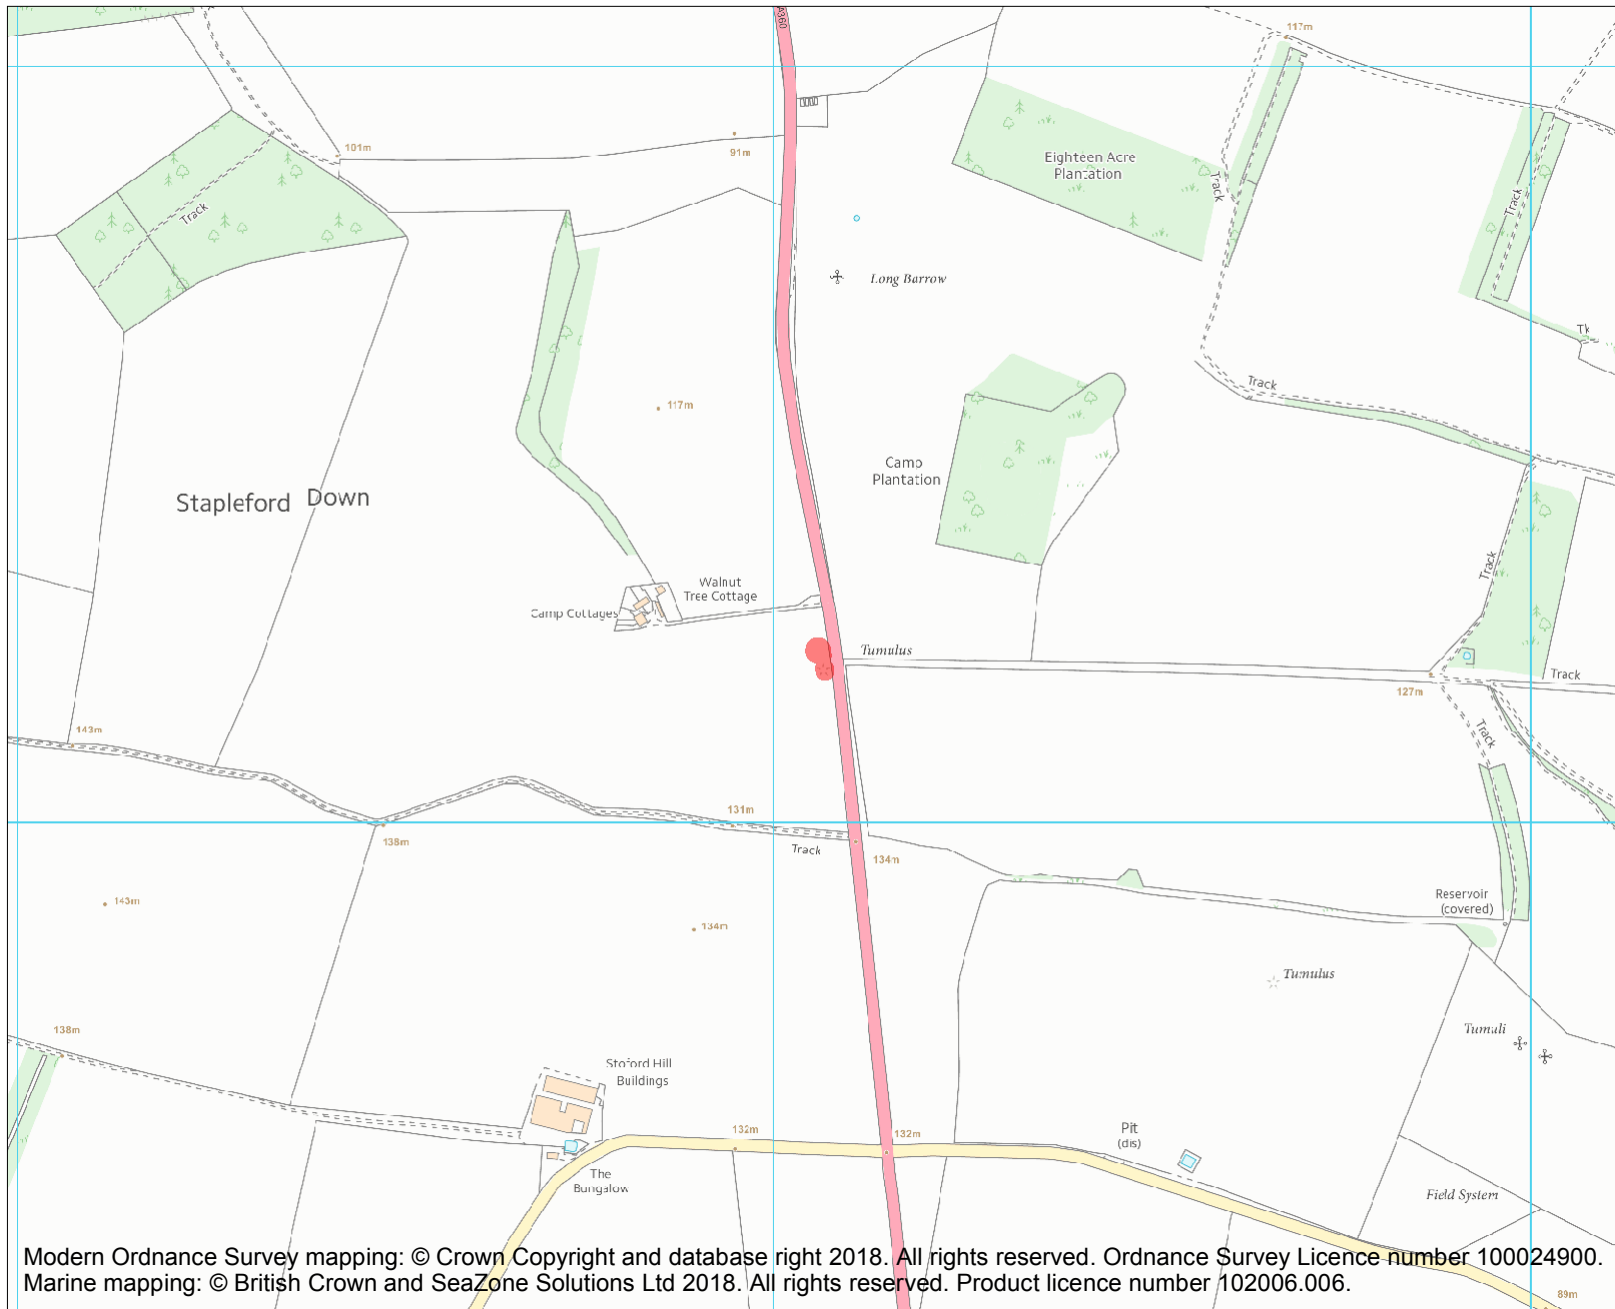 A360
117m
101m
91m
Eighteen Acre
Plantation
Track
Track
Track
Long Barrow
Tk
Track
117m
Camp
Plantation
Stapleford Down
Track
Walnut
Tree Cottage
Camp Cottages
Tumulus
Track
127m
143m
Track
131m
138m
Track
134m
Reservoir
(covered)
143m
134m
Tumulus
138m
Tumuli
Stoford Hill
Buildings
132m
132m
Pit
(dis)
The
Bungalow
Field System
Modern Ordnance Survey mapping: © Crown Copyright and database right 2018. All rights reserved. Ordnance Survey Licence number 100024900.
Marine mapping: © British Crown and SeaZone Solutions Ltd 2018. All rights reserved. Product licence number 102006.006.
89m